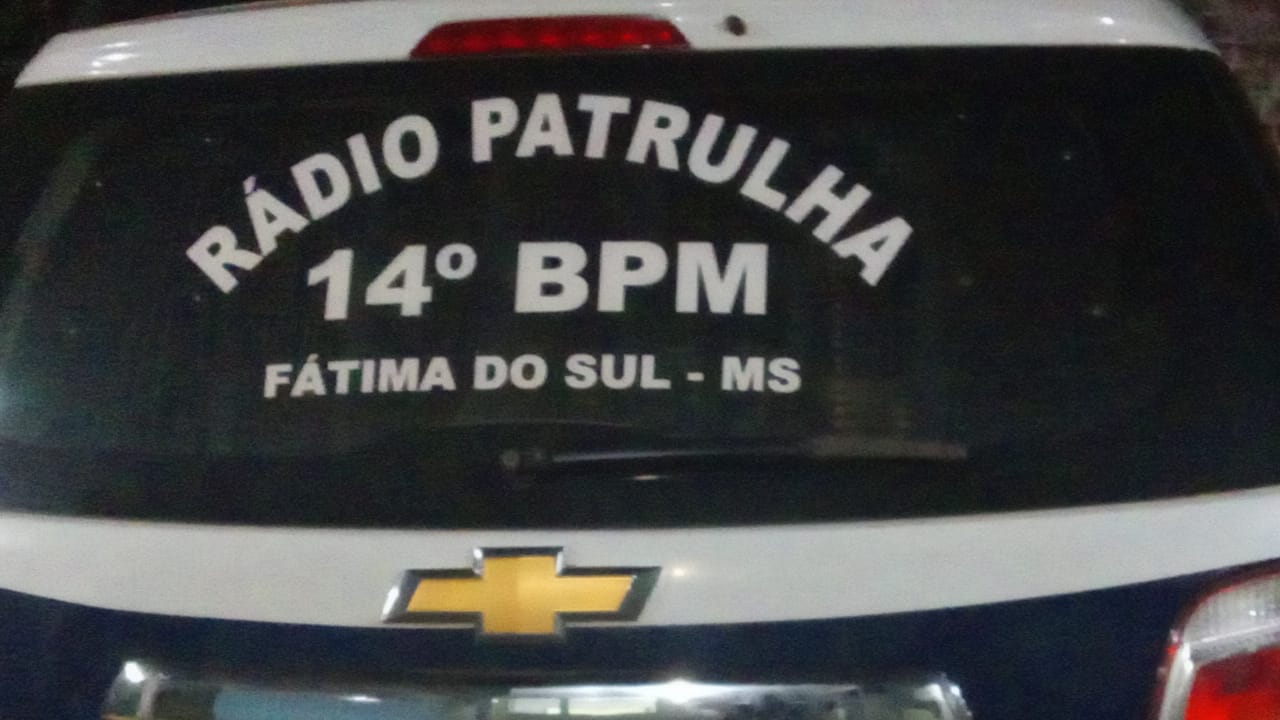 RÁDIO PATRULHA
14º BPM
FÁTIMA DO SUL - MS